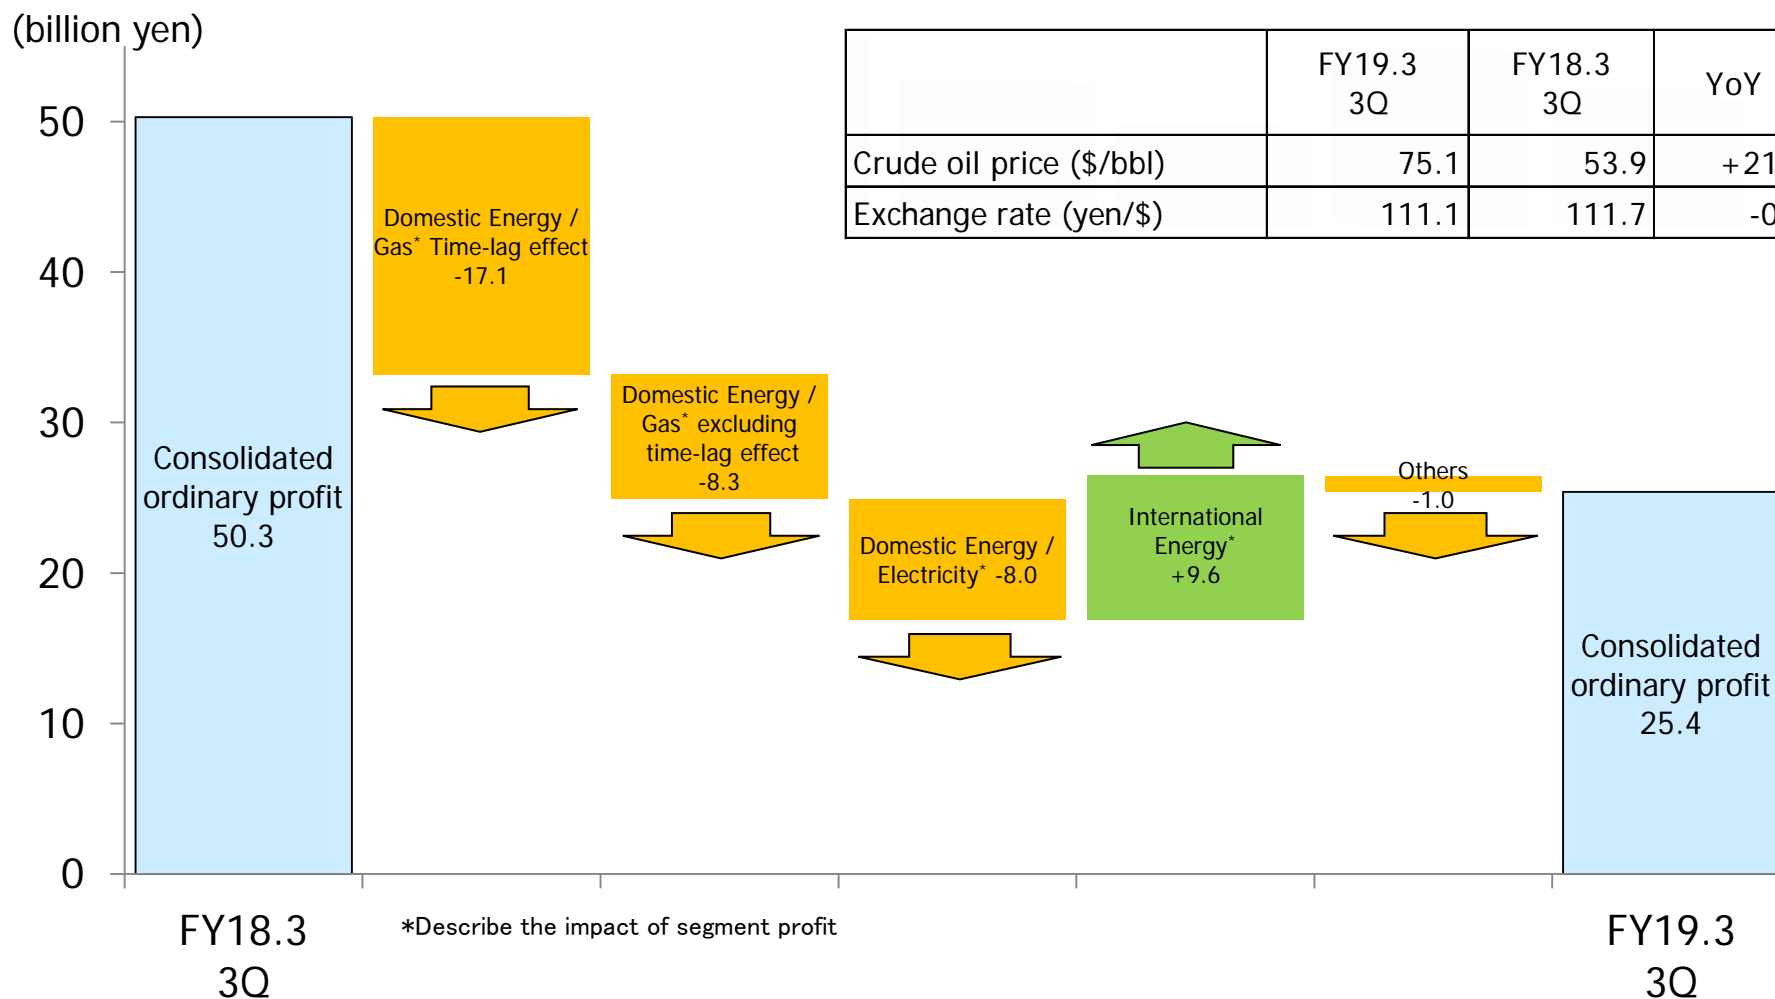 (billion yen)
FY19.3 FY18.3 YoY
3Q 3Q
Crude oil price ($/bbl) 75.1 53.9 +21
Exchange rate (yen/$) 111.1 111.7 -0
50
40
30
20
10
0
Consolidated
ordinary profit
50.3
Domestic Energy /
Gas* Time-lag effect
-17.1
Domestic Energy /
Gas* excluding
time-lag effect
-8.3
Domestic Energy /
Electricity* -8.0
International
Energy*
+9.6
Others
-1.0
Consolidated
ordinary profit
25.4
FY18.3
3Q
*Describe the impact of segment profit
FY19.3
3Q